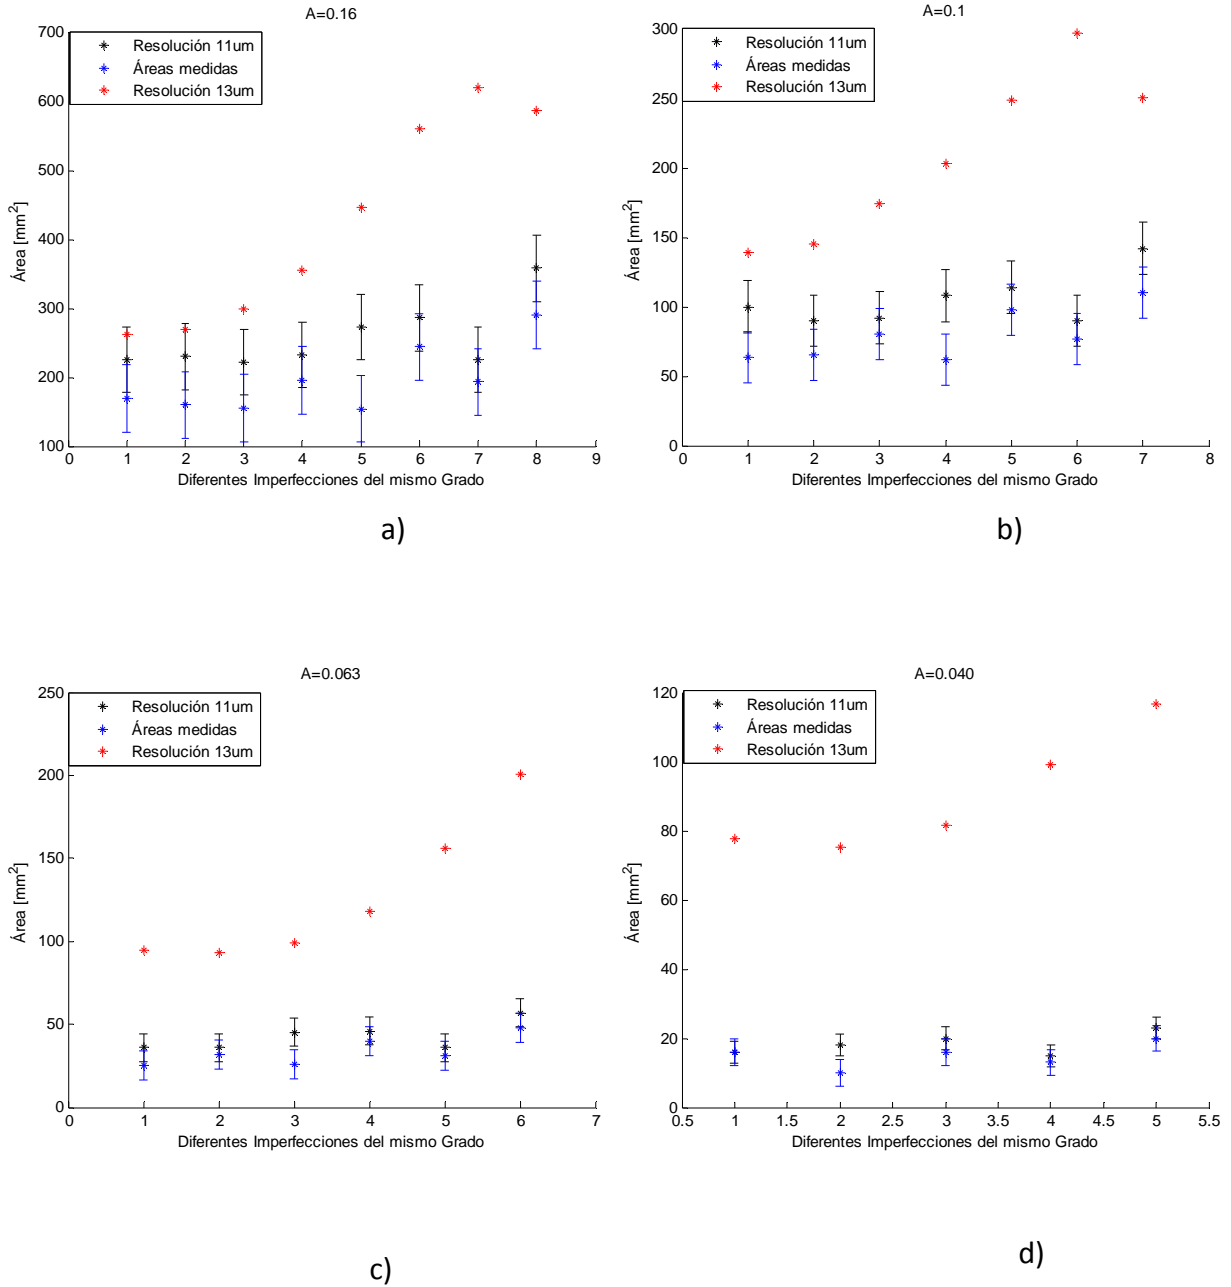 A=0.16
700
600
500
400
300
200
100
Área [mm²]
Resolución 11um
Áreas medidas
Resolución 13um
0 1 2 3 4 5 6 7 8 9
Diferentes Imperfecciones del mismo Grado
a)
A=0.1
300
250
200
150
100
50
0
Área [mm²]
Resolución 11um
Áreas medidas
Resolución 13um
0 1 2 3 4 5 6 7 8
Diferentes Imperfecciones del mismo Grado
b)
A=0.063
250
200
150
100
50
0
Área [mm²]
Resolución 11um
Áreas medidas
Resolución 13um
0 1 2 3 4 5 6 7
Diferentes Imperfecciones del mismo Grado
c)
A=0.040
120
100
80
60
40
20
0
Área [mm²]
Resolución 11um
Áreas medidas
Resolución 13um
0.5 1 1.5 2 2.5 3 3.5 4 4.5 5 5.5
Diferentes Imperfecciones del mismo Grado
d)